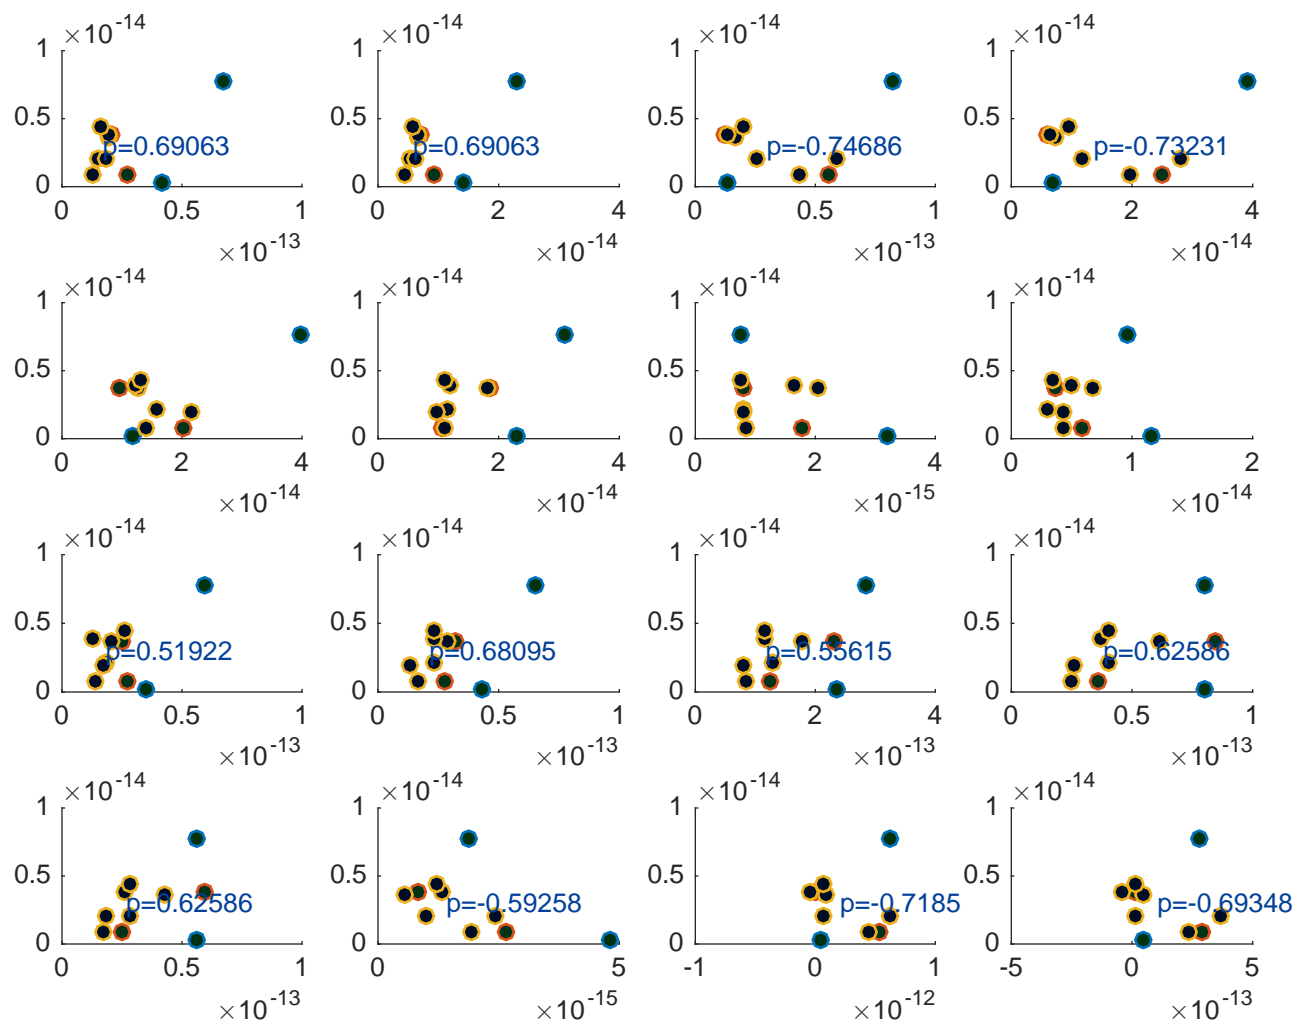 ×10-14 ×10-14 ×10-14 ×10-14
1 1 1 1
0.5 0.5 0.5 0.5
p=0.69063 p=0.69063 p=-0.74686 p=-0.73231
0 0 0 0
0 0.5 1 0 2 4 0 0.5 1 0 2 4
×10-13 ×10-14 ×10-13 ×10-14
×10-14 ×10-14 ×10-14 ×10-14
1 1 1 1
0.5 0.5 0.5 0.5
0 0 0 0
0 2 4 0 2 4 0 2 4 0 1 2
×10-14 ×10-14 ×10-15 ×10-14
×10-14 ×10-14 ×10-14 ×10-14
1 1 1 1
0.5 0.5 0.5 0.5
p=0.51922 p=0.68095 p=0.55615 p=0.62586
0 0 0 0
0 0.5 1 0 0.5 1 0 2 4 0 0.5 1
×10-13 ×10-13 ×10-13 ×10-13
×10-14 ×10-14 ×10-14 ×10-14
1 1 1 1
0.5 0.5 0.5 0.5
p=0.62586 p=-0.59258 p=-0.7185 p=-0.69348
0 0 0 0
0 0.5 1 0 5 -1 0 1 -5 0 5
×10-13 ×10-15 ×10-12 ×10-13